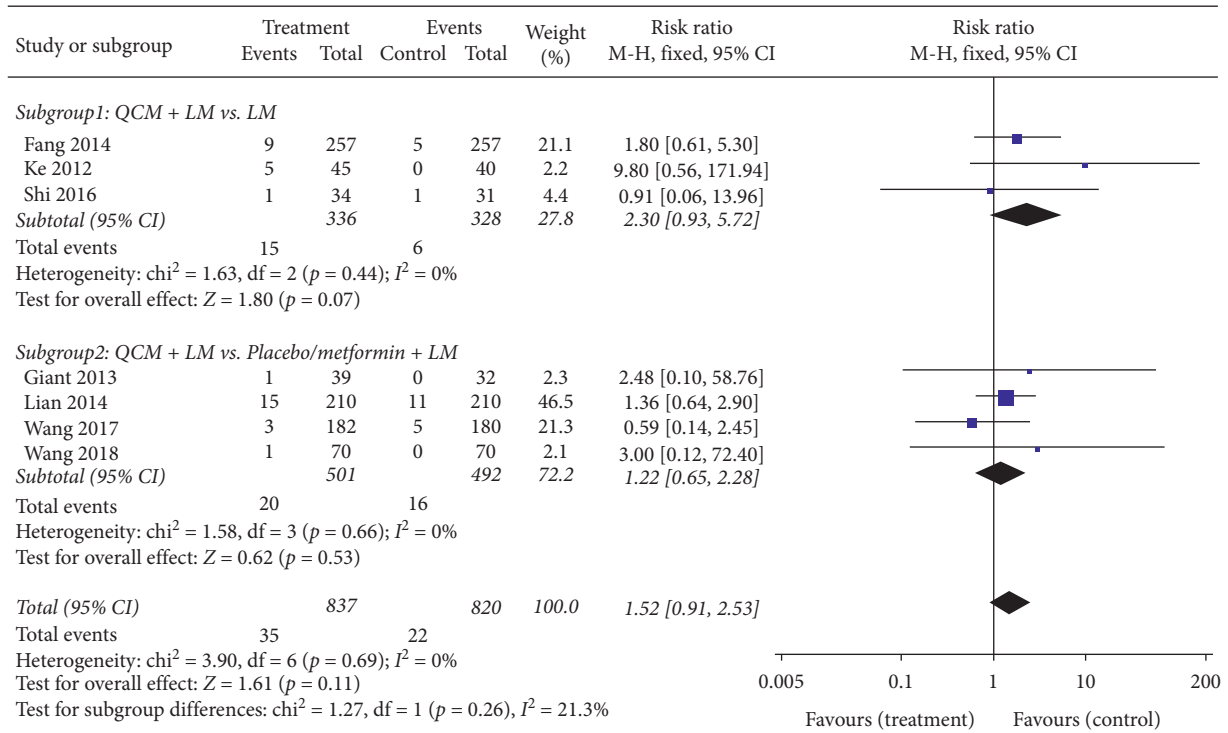 Study or subgroup Treatment Events Weight Risk ratio Risk ratio
Events Total Control Total (%) M-H, fixed, 95% CI M-H, fixed, 95% CI
Subgroup1: QCM + LM vs. LM
Fang 2014 9 257 5 257 21.1 1.80 [0.61, 5.30]
Ke 2012 5 45 0 40 2.2 9.80 [0.56, 171.94]
Shi 2016 1 34 1 31 4.4 0.91 [0.06, 13.96]
Subtotal (95% CI) 336 328 27.8 2.30 [0.93, 5.72]
Total events 15 6
Heterogeneity: chi² = 1.63, df = 2 (p = 0.44); I² = 0%
Test for overall effect: Z = 1.80 (p = 0.07)
Subgroup2: QCM + LM vs. Placebo/metformin + LM
Giant 2013 1 39 0 32 2.3 2.48 [0.10, 58.76]
Lian 2014 15 210 11 210 46.5 1.36 [0.64, 2.90]
Wang 2017 3 182 5 180 21.3 0.59 [0.14, 2.45]
Wang 2018 1 70 0 70 2.1 3.00 [0.12, 72.40]
Subtotal (95% CI) 501 492 72.2 1.22 [0.65, 2.28]
Total events 20 16
Heterogeneity: chi² = 1.58, df = 3 (p = 0.66); I² = 0%
Test for overall effect: Z = 0.62 (p = 0.53)
Total (95% CI) 837 820 100.0 1.52 [0.91, 2.53]
Total events 35 22
Heterogeneity: chi² = 3.90, df = 6 (p = 0.69); I² = 0%
Test for overall effect: Z = 1.61 (p = 0.11)
Test for subgroup differences: chi² = 1.27, df = 1 (p = 0.26), I² = 21.3%
0.005 0.1 1 10 200
Favours (treatment) Favours (control)